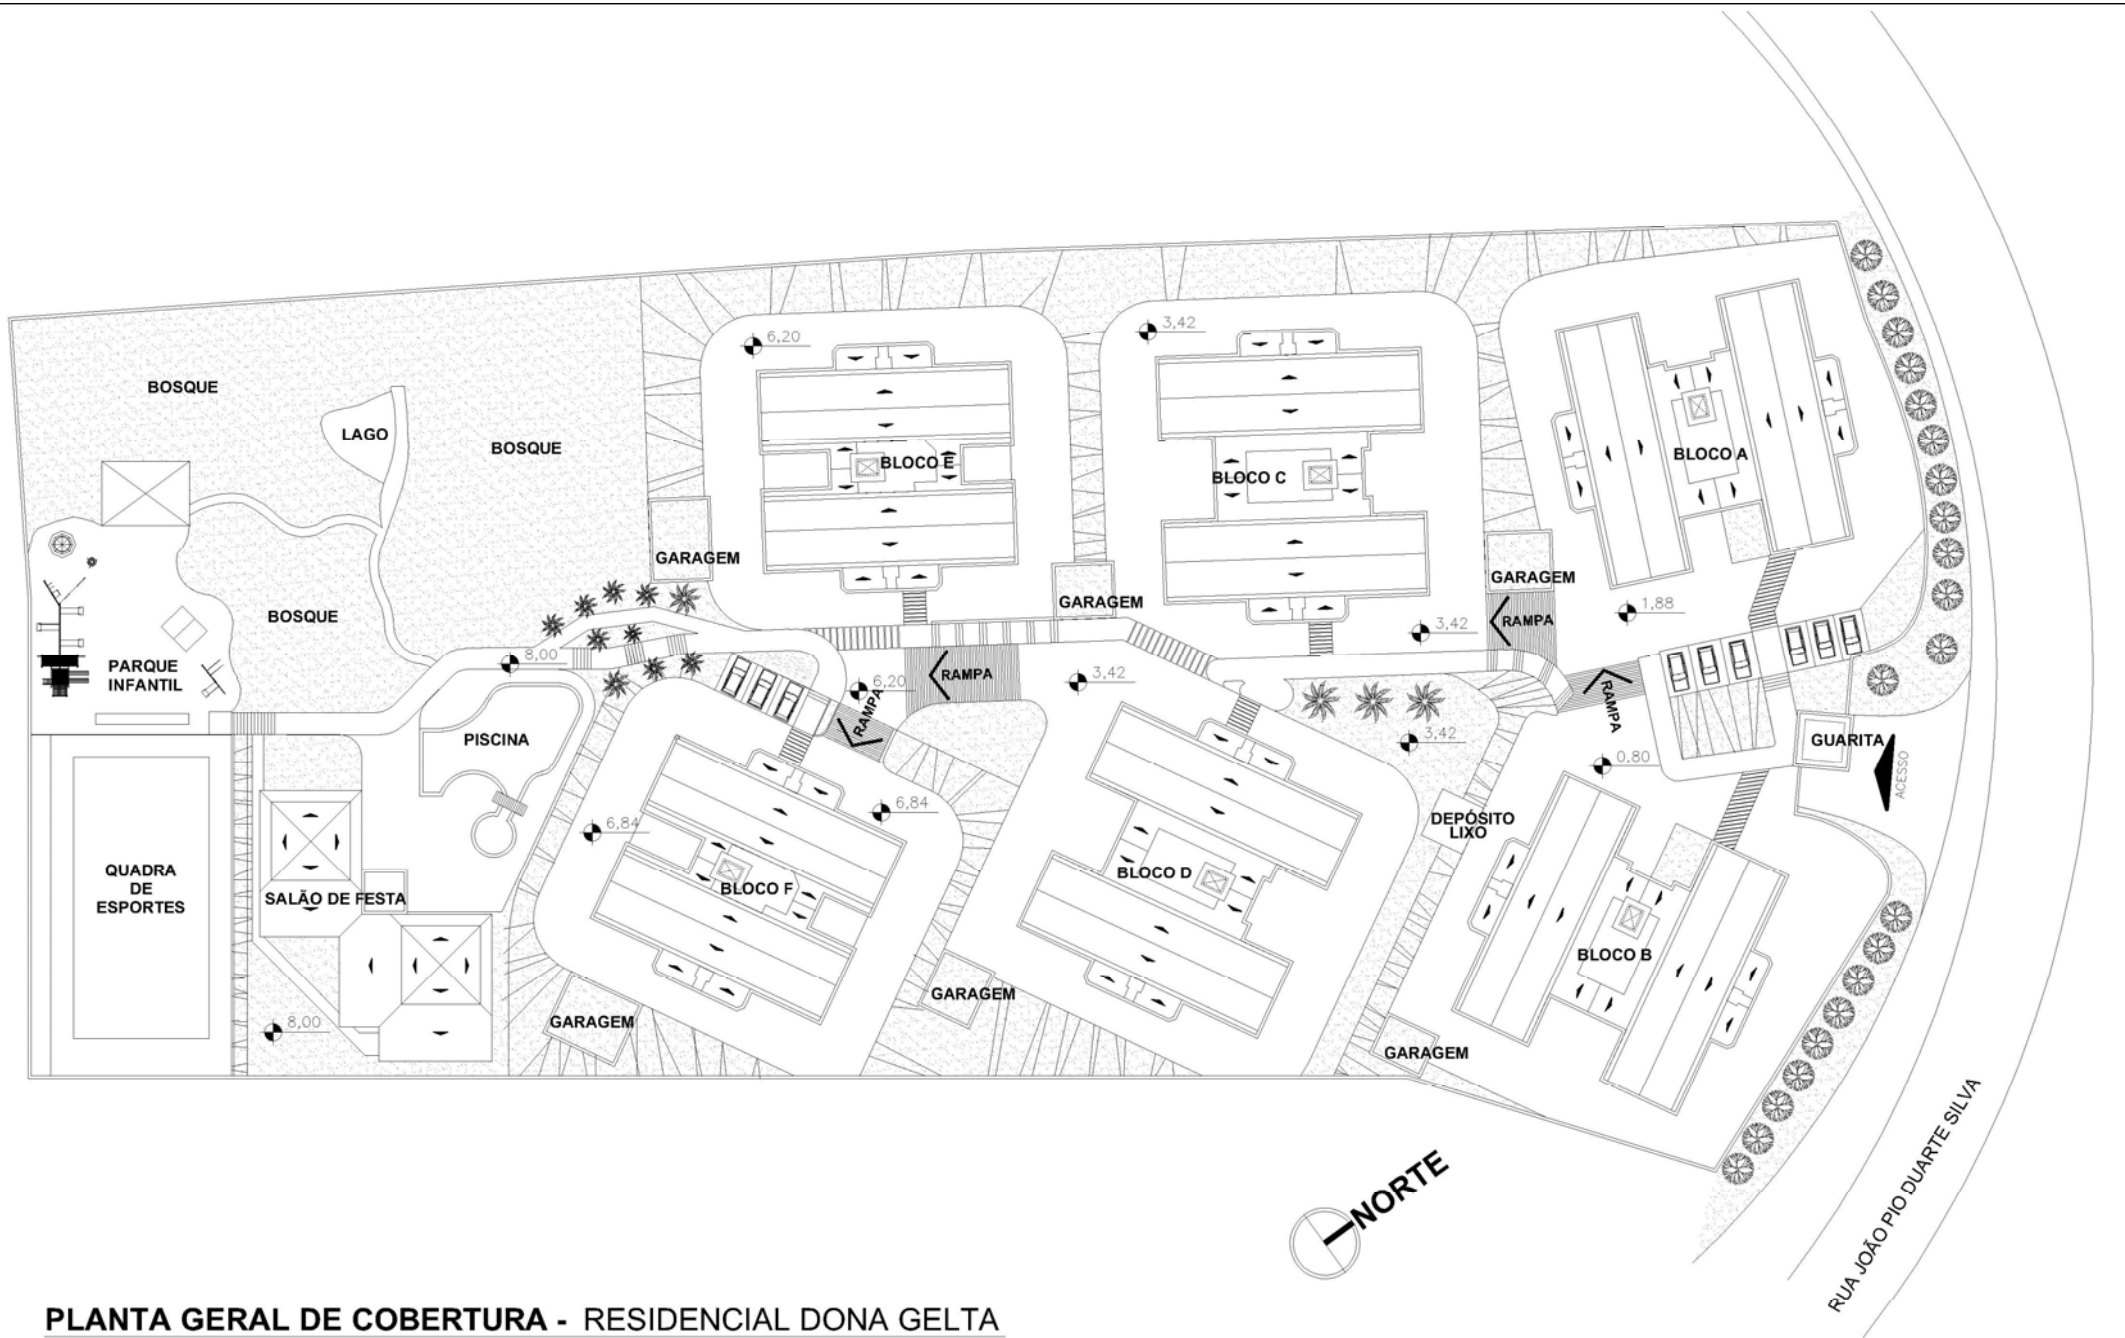 6,20
3,42
BOSQUE
LAGO
BOSQUE
BLOCO E
BLOCO C
BLOCO A
GARAGEM
GARAGEM
GARAGEM
BOSQUE
1,88
3,42
RAMPA
8,00
PARQUE
INFANTIL
6,20
RAMPA
3,42
RAMPA
RAMPA
PISCINA
3,42
0.80
GUARITA
ACESSO
6,84
6,84
DEPÓSITO
LIXO
QUADRA
DE
ESPORTES
SALÃO DE FESTA
BLOCO F
BLOCO D
BLOCO B
GARAGEM
GARAGEM
GARAGEM
8,00
NORTE
RUA JOÃO PIO DUARTE SILVA
PLANTA GERAL DE COBERTURA - RESIDENCIAL DONA GELTA